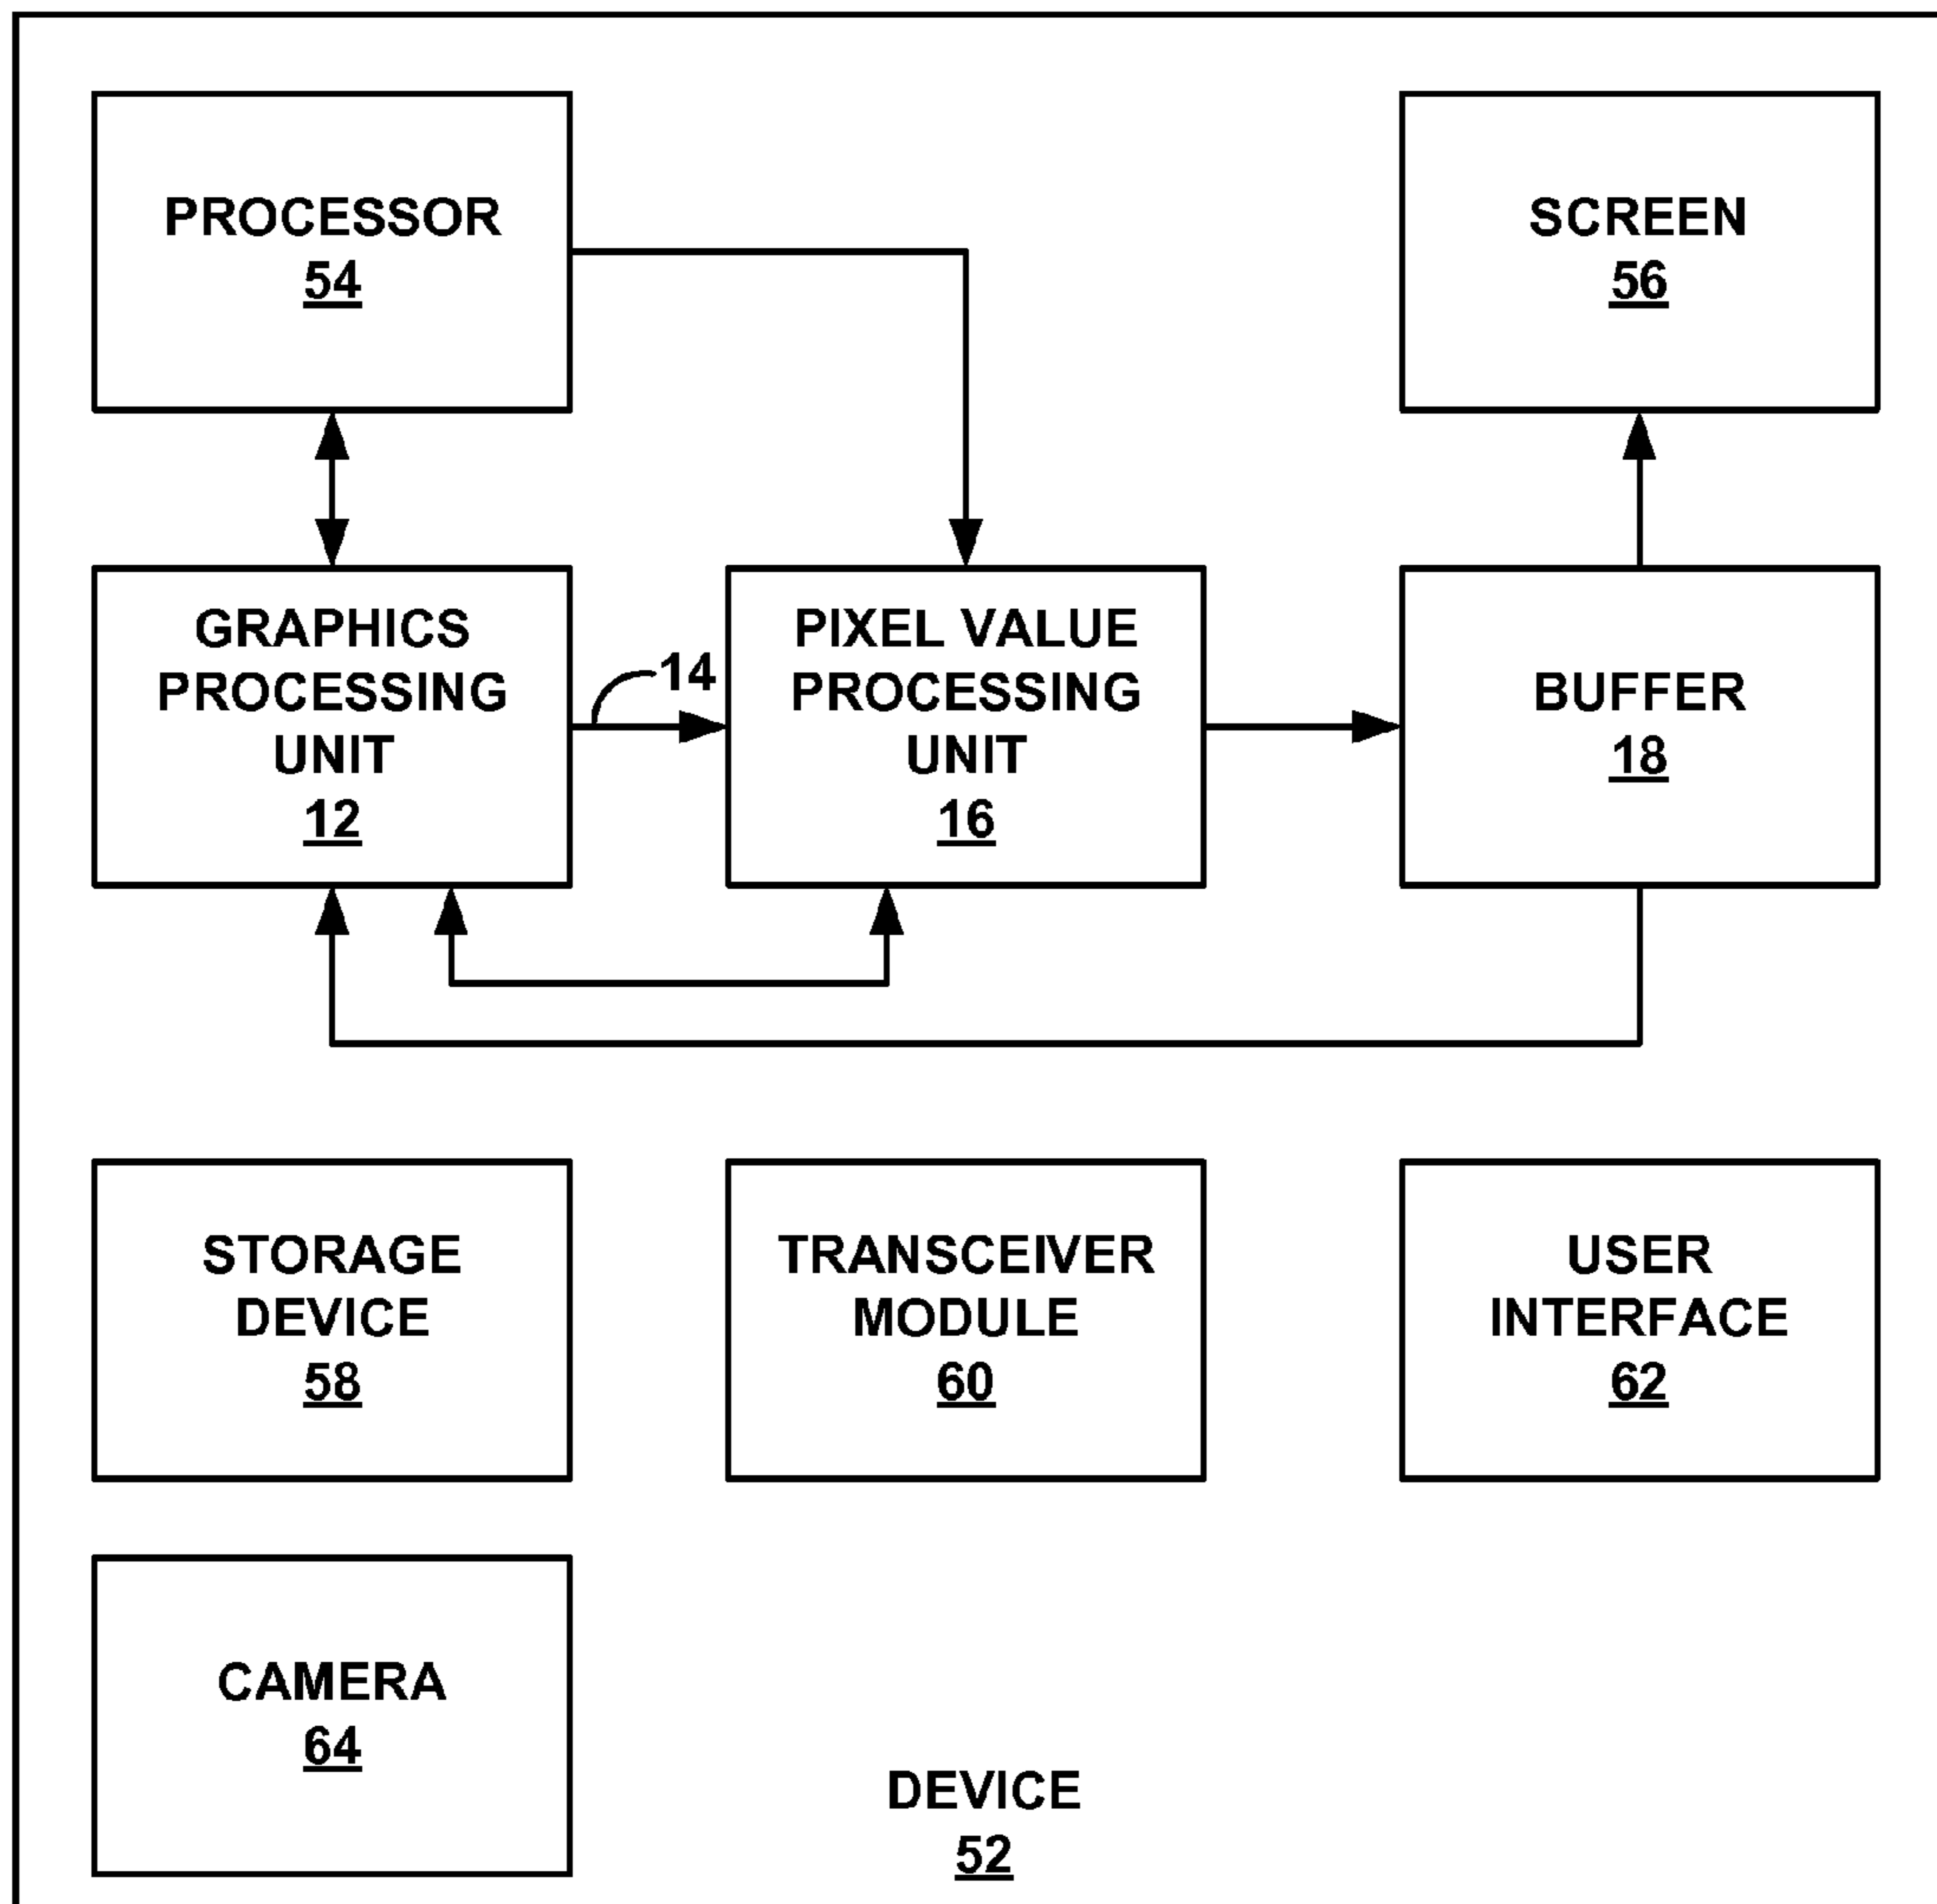 PROCESSOR
54
SCREEN
56
GRAPHICS
PROCESSING
UNIT
12
14
PIXEL VALUE
PROCESSING
UNIT
16
BUFFER
18
STORAGE
DEVICE
58
TRANSCEIVER
MODULE
60
USER
INTERFACE
62
CAMERA
64
DEVICE
52